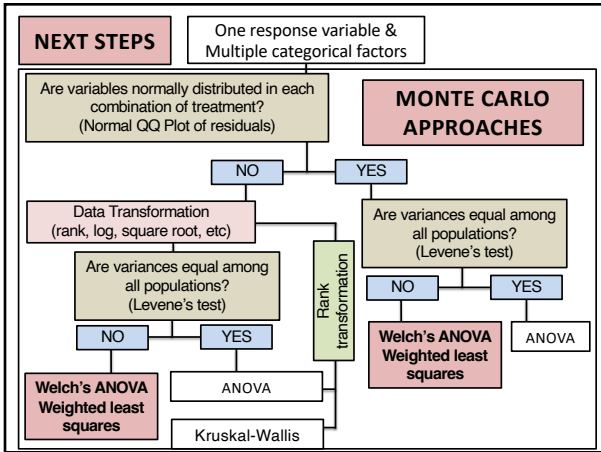 NEXT STEPS
One response variable &
Multiple categorical factors
Are variables normally distributed in each
combination of treatment?
(Normal QQ Plot of residuals)
MONTE CARLO
APPROACHES
NO
YES
Data Transformation
(rank, log, square root, etc)
Are variances equal among
all populations?
(Levene's test)
Rank
transformation
Are variances equal among
all populations?
(Levene's test)
NO
YES
NO
YES
Welch's ANOVA
Weighted least
squares
ANOVA
Welch's ANOVA
Weighted least
squares
ANOVA
Kruskal-Wallis